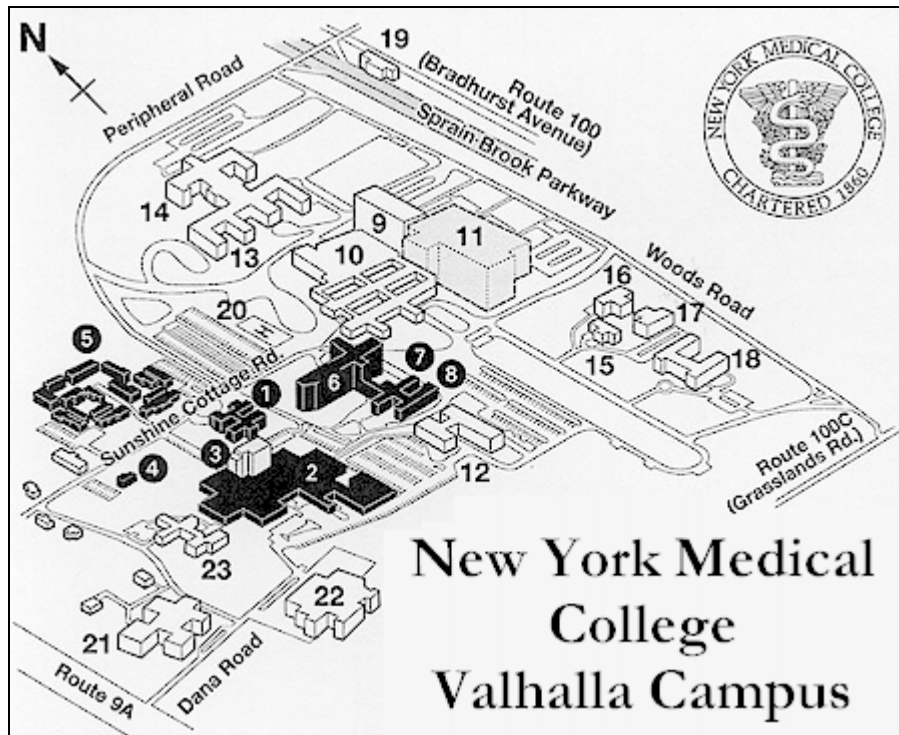 N
19
Route 100
(Bradhurst Avenue)
Peripheral Road
Sprain-Brook Parkway
NEW YORK MEDICAL COLLEGE
CHARTERED 1860
14
13
9
11
10
Woods Road
16
17
20
15
18
5
7
6
8
1
Sunshine Cottage Rd.
3
4
2
12
Route 100C
(Grasslands Rd.)
23
22
21
Dana Road
Route 9A
New York Medical
College
Valhalla Campus